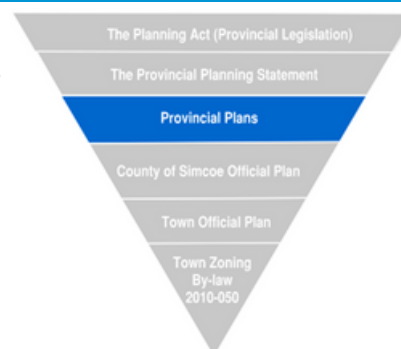 The Planning Act (Provincial Legislation)
The Provincial Planning Statement
Provincial Plans
County of Simcoe Official Plan
Town Official Plan
Town Zoning
By-law
2010-050